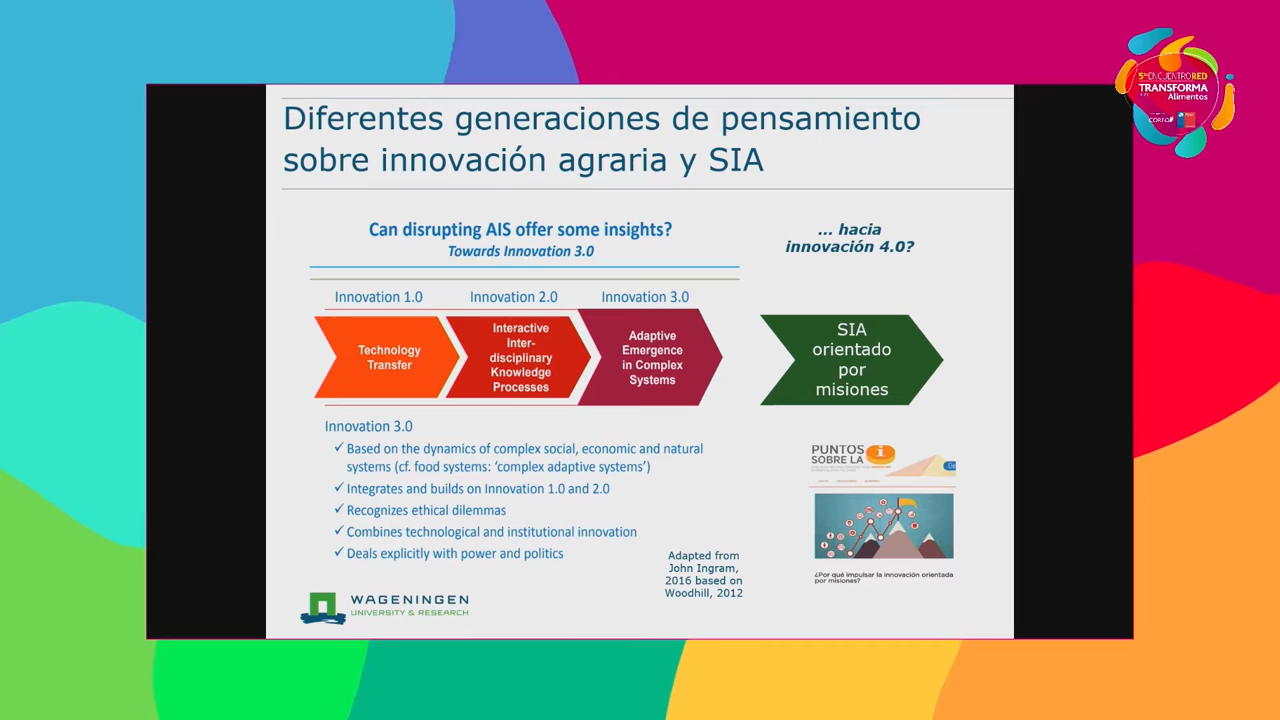 5to ENCUENTRO RED
TRANSFORMA
Alimentos
CORFO
Diferentes generaciones de pensamiento
sobre innovación agraria y SIA
Can disrupting AIS offer some insights?
Towards Innovation 3.0
... hacia
innovación 4.0?
Innovation 1.0
Innovation 2.0
Innovation 3.0
Technology
Transfer
Interactive
Inter-
disciplinary
Knowledge
Processes
Adaptive
Emergence
in Complex
Systems
SIA
orientado
por
misiones
Innovation 3.0
✓ Based on the dynamics of complex social, economic and natural
systems (cf. food systems: ‘complex adaptive systems’)
✓ Integrates and builds on Innovation 1.0 and 2.0
✓ Recognizes ethical dilemmas
✓ Combines technological and institutional innovation
✓ Deals explicitly with power and politics
Adapted from
John Ingram,
2016 based on
Woodhill, 2012
PUNTOS
SOBRE LA i
¿Por qué impulsar la innovación orientada
por misiones?
WAGENINGEN
UNIVERSITY & RESEARCH